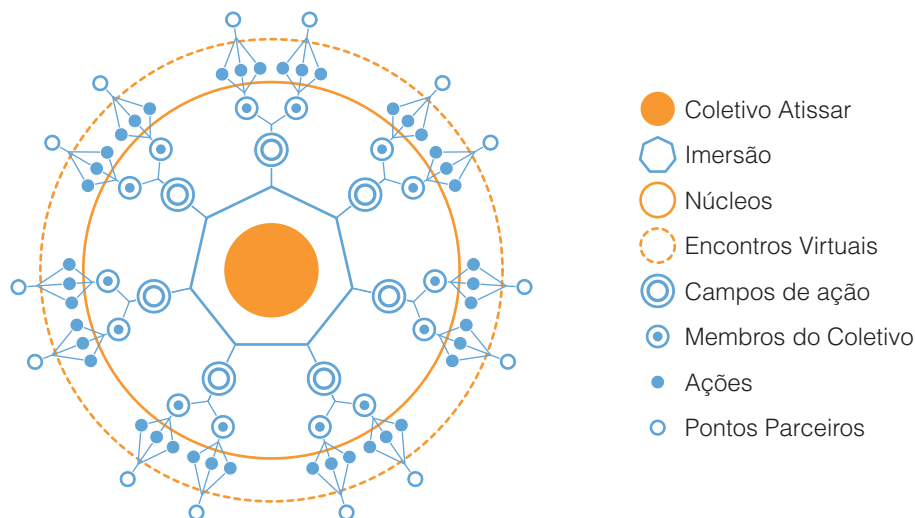 Coletivo Atissar
Imersão
Núcleos
Encontros Virtuais
Campos de ação
Membros do Coletivo
Ações
Pontos Parceiros